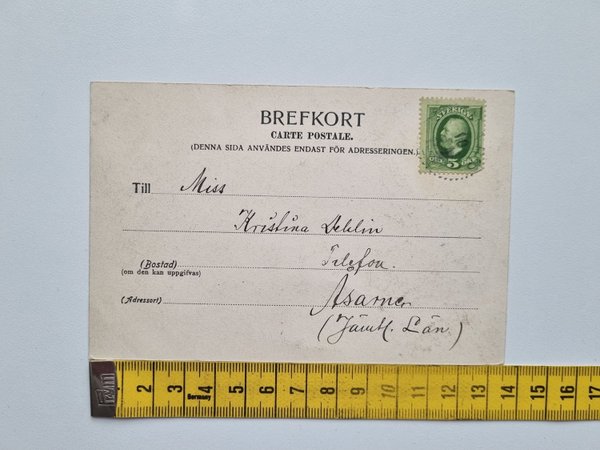 BREFKORT
CARTE POSTALE.
(DENNA SIDA ANVÄNDES ENDAST FÖR ADRESSERINGEN.)
SVERIGE
5
ÖRE
Till Miss
Kristina
(Bostad) Telefon.
(om den kan uppgifvas)
(Adressort) Åsarne
(Jämtl. Län.)
2 3 4 5 6 7 8 9 10 11 12 13 14 15 16 17
Germany